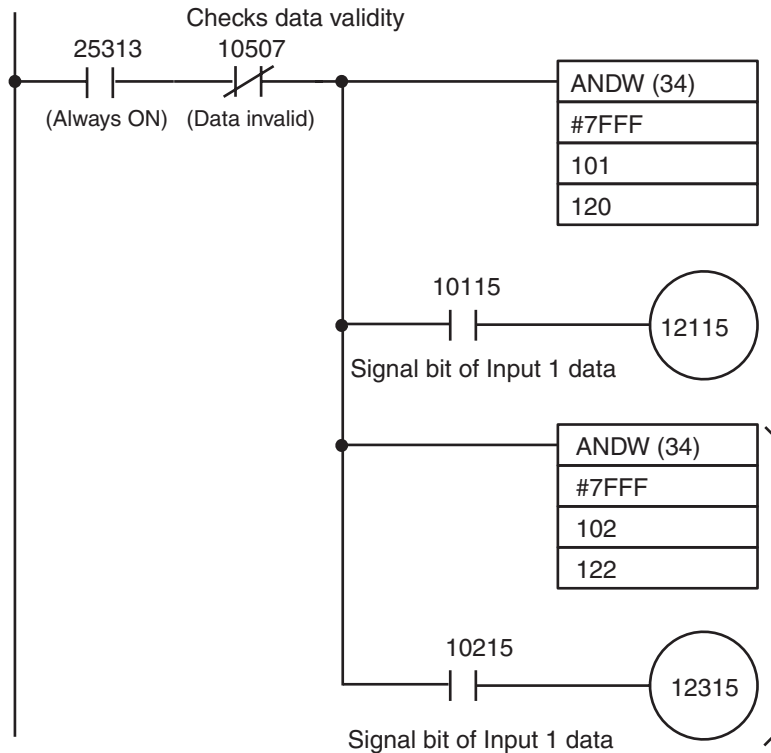 Checks data validity
25313
10507
(Always ON)
(Data invalid)
ANDW (34)
#7FFF
101
120
10115
12115
Signal bit of Input 1 data
ANDW (34)
#7FFF
102
122
10215
12315
Signal bit of Input 1 data